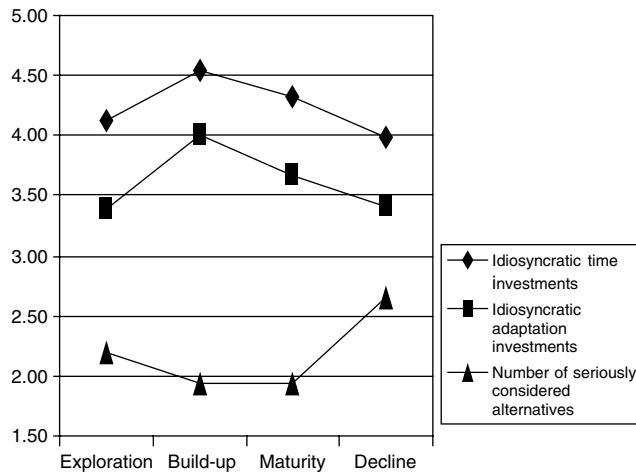 5.00
4.50
4.00
3.50
3.00
2.50
2.00
1.50
Exploration Build-up Maturity Decline
Idiosyncratic time
investments
Idiosyncratic
adaptation
investments
Number of seriously
considered
alternatives